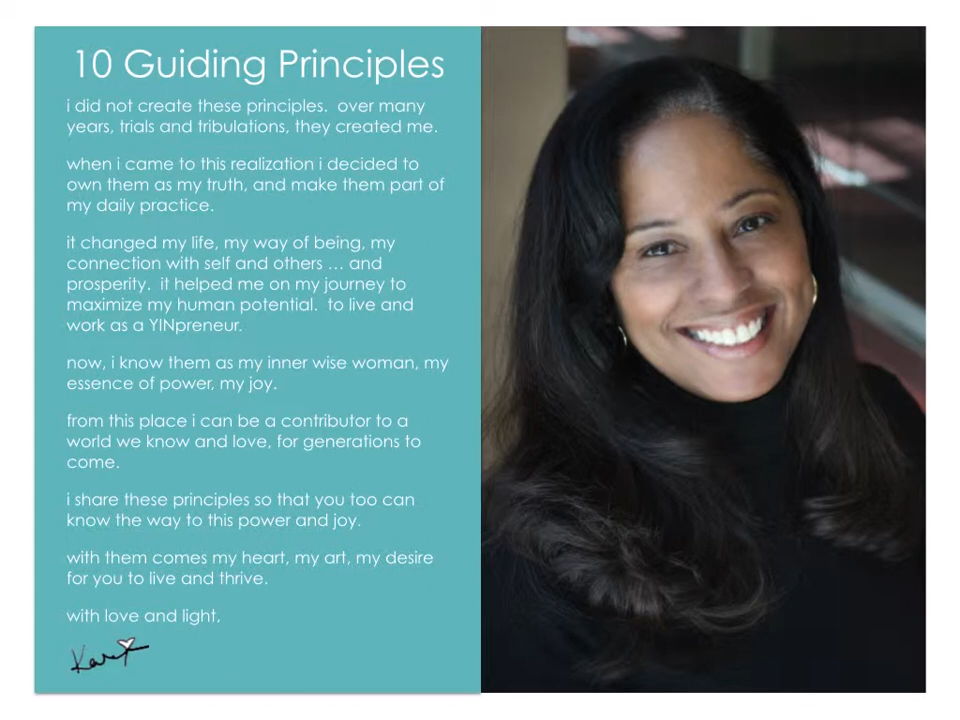 10 Guiding Principles
i did not create these principles.  over many
years, trials and tribulations, they created me.
when i came to this realization i decided to
own them as my truth, and make them part of
my daily practice.
it changed my life, my way of being, my
connection with self and others … and
prosperity.  it helped me on my journey to
maximize my human potential.  to live and
work as a YINpreneur.
now, i know them as my inner wise woman, my
essence of power, my joy.
from this place i can be a contributor to a
world we know and love, for generations to
come.
i share these principles so that you too can
know the way to this power and joy.
with them comes my heart, my art, my desire
for you to live and thrive.
with love and light,